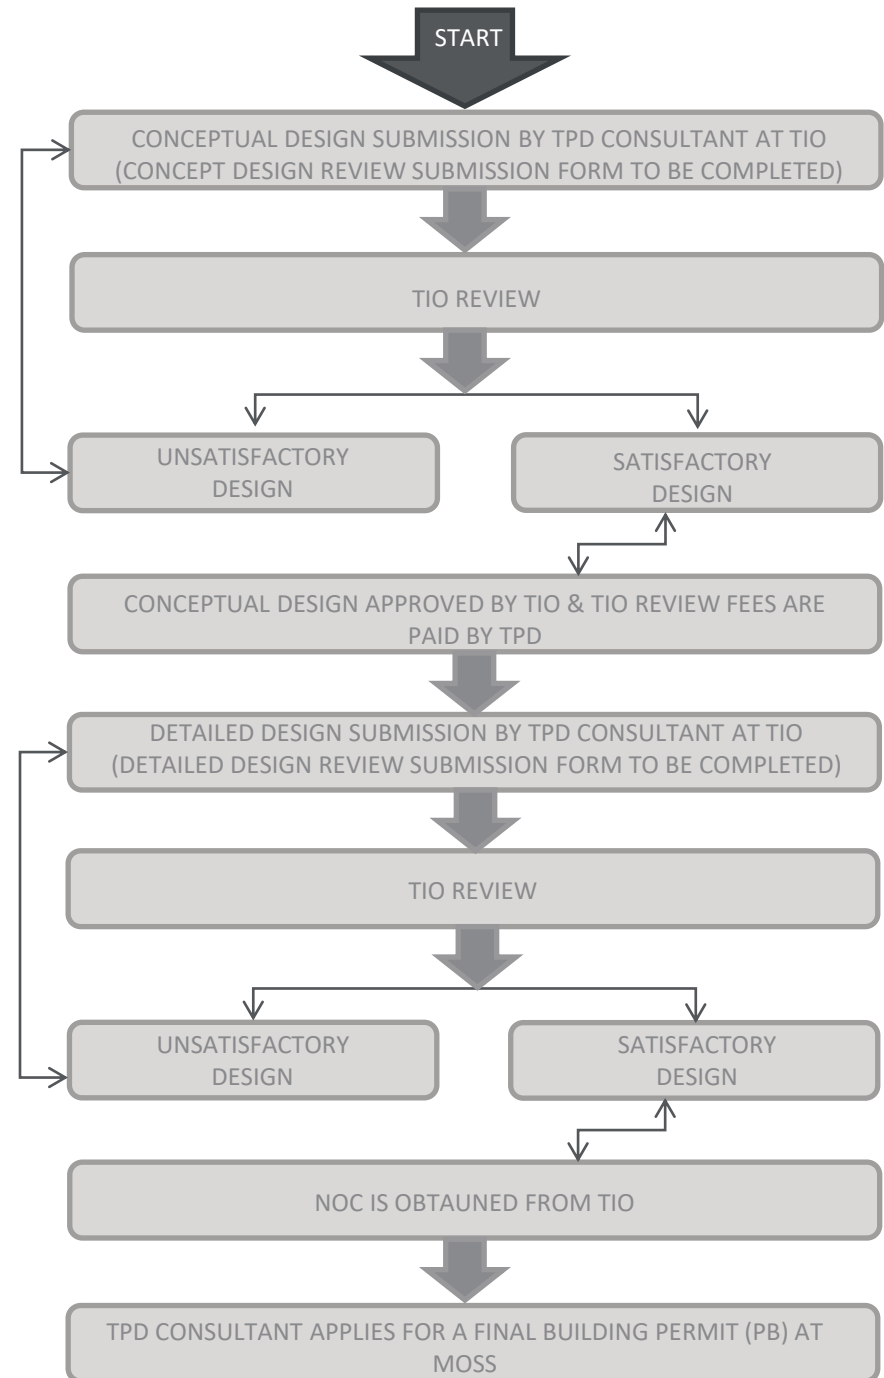 START
CONCEPTUAL DESIGN SUBMISSION BY TPD CONSULTANT AT TIO
(CONCEPT DESIGN REVIEW SUBMISSION FORM TO BE COMPLETED)
TIO REVIEW
UNSATISFACTORY
DESIGN
SATISFACTORY
DESIGN
CONCEPTUAL DESIGN APPROVED BY TIO & TIO REVIEW FEES ARE
PAID BY TPD
DETAILED DESIGN SUBMISSION BY TPD CONSULTANT AT TIO
(DETAILED DESIGN REVIEW SUBMISSION FORM TO BE COMPLETED)
TIO REVIEW
UNSATISFACTORY
DESIGN
SATISFACTORY
DESIGN
NOC IS OBTAUNED FROM TIO
TPD CONSULTANT APPLIES FOR A FINAL BUILDING PERMIT (PB) AT
MOSS